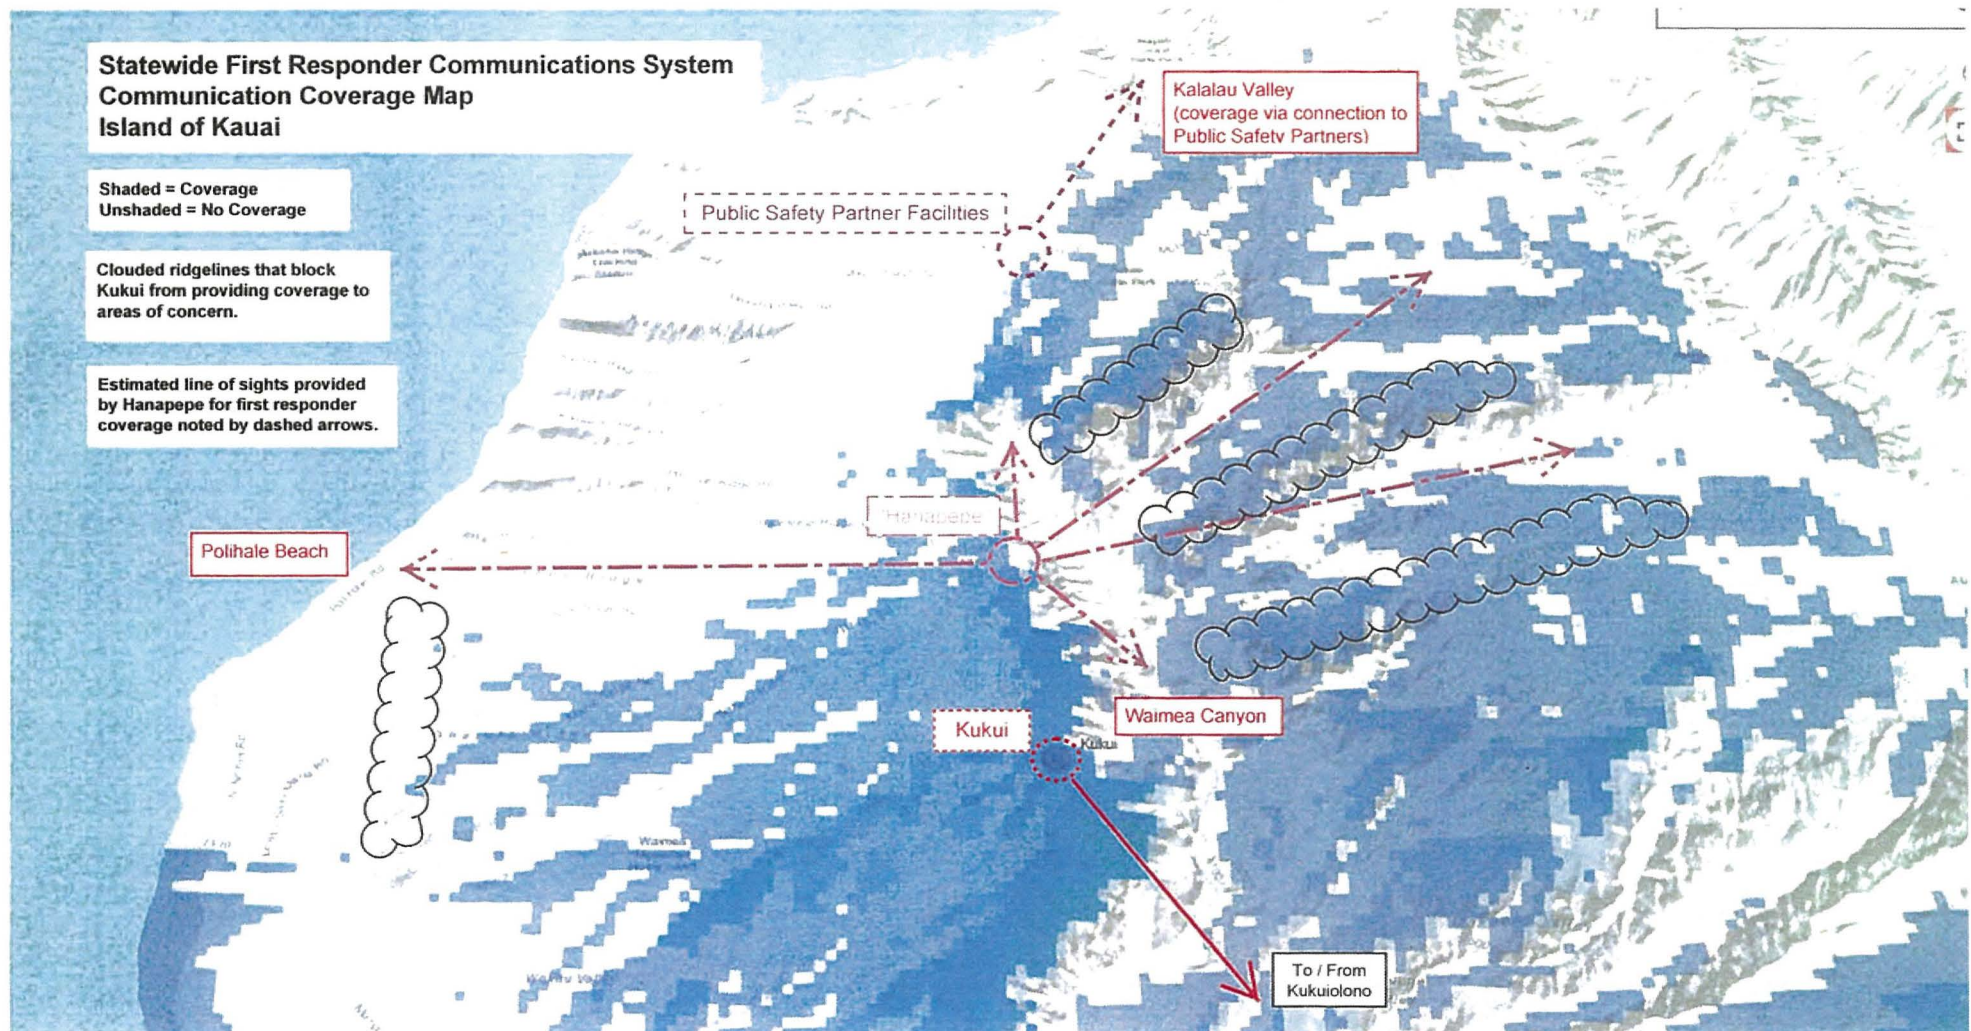 Statewide First Responder Communications System
Communication Coverage Map
Island of Kauai
Shaded = Coverage
Unshaded = No Coverage
Clouded ridgelines that block
Kukui from providing coverage to
areas of concern.
Estimated line of sights provided
by Hanapepe for first responder
coverage noted by dashed arrows.
Kalalau Valley
(coverage via connection to
Public Safety Partners)
Public Safety Partner Facilities
Hanapepe
Polihale Beach
Waimea Canyon
Kukui
Kukui
Waimea
To / From
Kukuiolono